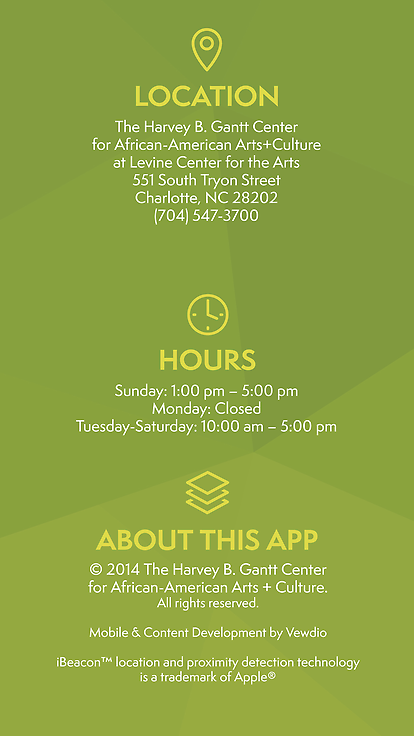 LOCATION
The Harvey B. Gantt Center
for African-American Arts+Culture
at Levine Center for the Arts
551 South Tryon Street
Charlotte, NC 28202
(704) 547-3700
HOURS
Sunday: 1:00 pm – 5:00 pm
Monday: Closed
Tuesday-Saturday: 10:00 am – 5:00 pm
ABOUT THIS APP
© 2014 The Harvey B. Gantt Center
for African-American Arts + Culture.
All rights reserved.
Mobile & Content Development by Vewdio
iBeacon™ location and proximity detection technology
is a trademark of Apple®